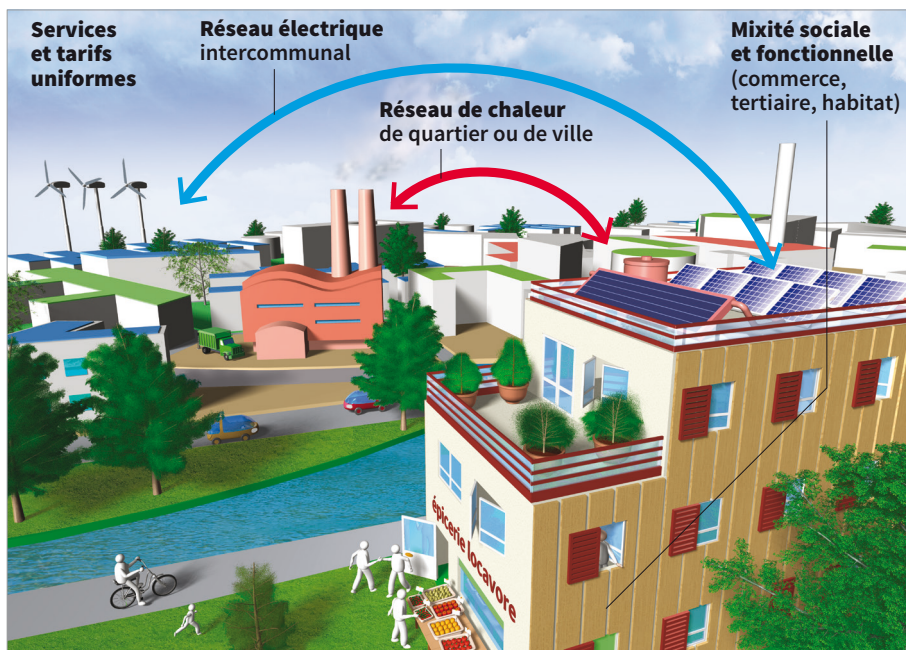 Services
et tarifs
uniformes
Réseau électrique
intercommunal
Réseau de chaleur
de quartier ou de ville
Mixité sociale
et fonctionnelle
(commerce,
tertiaire, habitat)
épicerie locavore